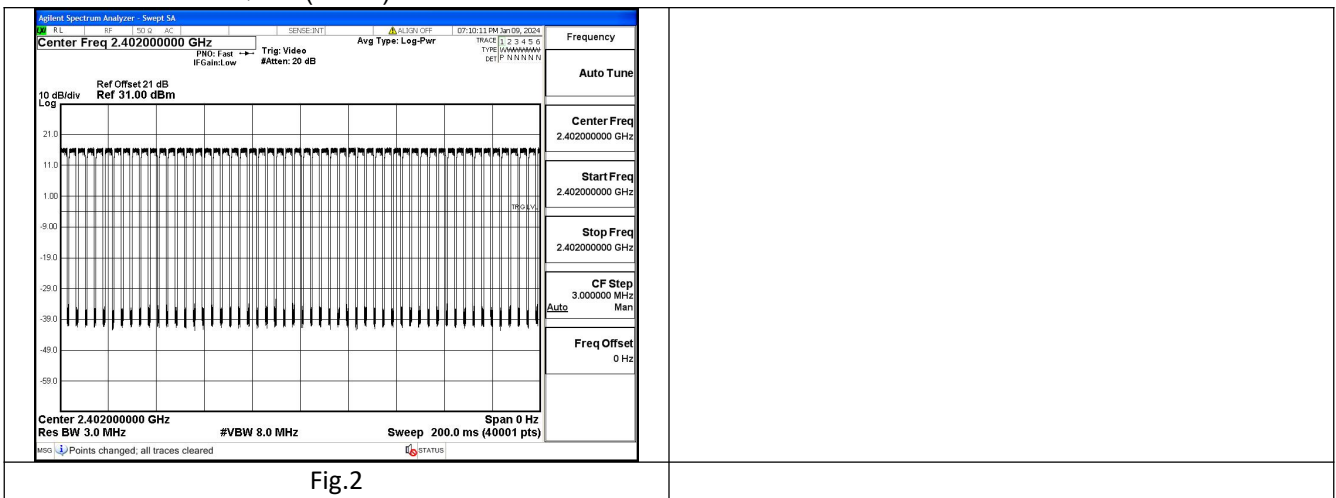 Agilent Spectrum Analyzer - Swept SA
RL RF 50 Ω AC SENSE:INT ALIGN OFF 07:10:11 PM Jan 09, 2024
Center Freq 2.402000000 GHz
PNO: Fast
IFGain:Low
Trig: Video
#Atten: 20 dB
Avg Type: Log-Pwr
TRACE 1 2 3 4 5 6
TYPE
DET P N N N N N
Ref Offset 21 dB
10 dB/div Ref 31.00 dBm
Log
21.0
11.0
1.00
-9.00
-19.0
-29.0
-39.0
-49.0
-59.0
TRIG LVL
Center 2.402000000 GHz Span 0 Hz
Res BW 3.0 MHz #VBW 8.0 MHz Sweep 200.0 ms (40001 pts)
MSG Points changed; all traces cleared STATUS
Frequency
Auto Tune
Center Freq
2.402000000 GHz
Start Freq
2.402000000 GHz
Stop Freq
2.402000000 GHz
CF Step
3.000000 MHz
Auto Man
Freq Offset
0 Hz
Fig.2